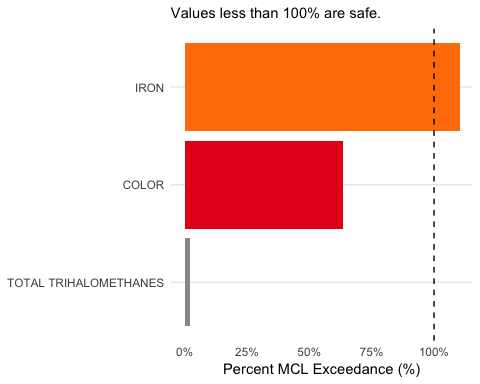 Values less than 100% are safe.
IRON
COLOR
TOTAL TRIHALOMETHANES
0% 25% 50% 75% 100%
Percent MCL Exceedance (%)